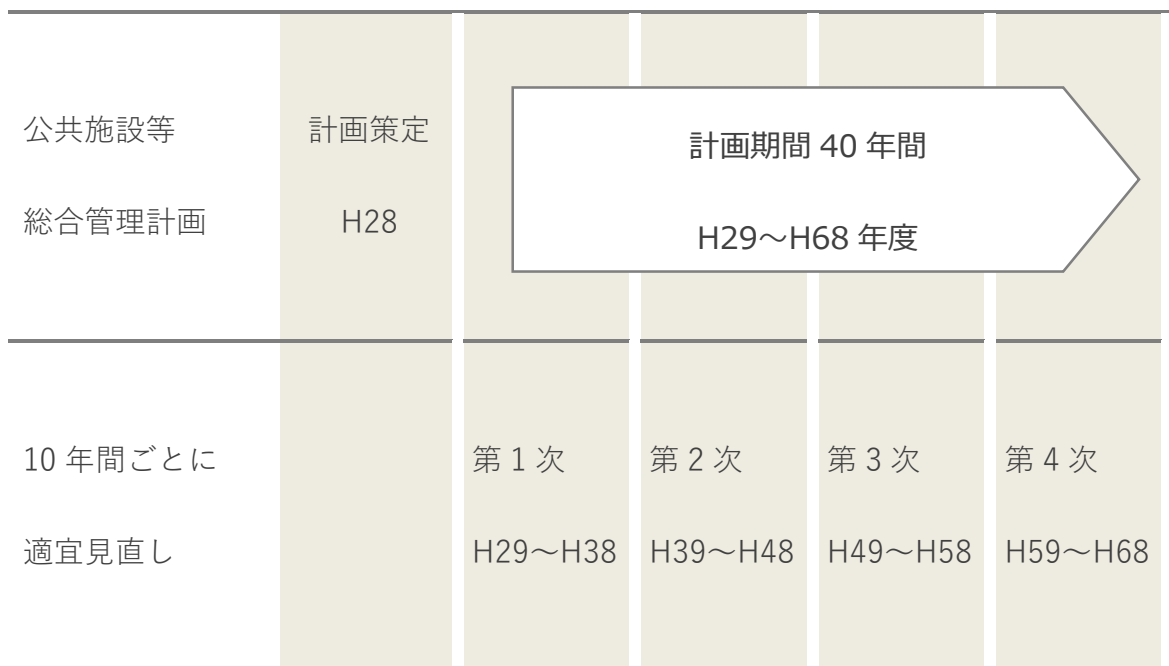 公共施設等
総合管理計画
計画策定
H28
計画期間 40 年間
H29～H68 年度
10 年間ごとに
適宜見直し
第 1 次
H29～H38
第 2 次
H39～H48
第 3 次
H49～H58
第 4 次
H59～H68